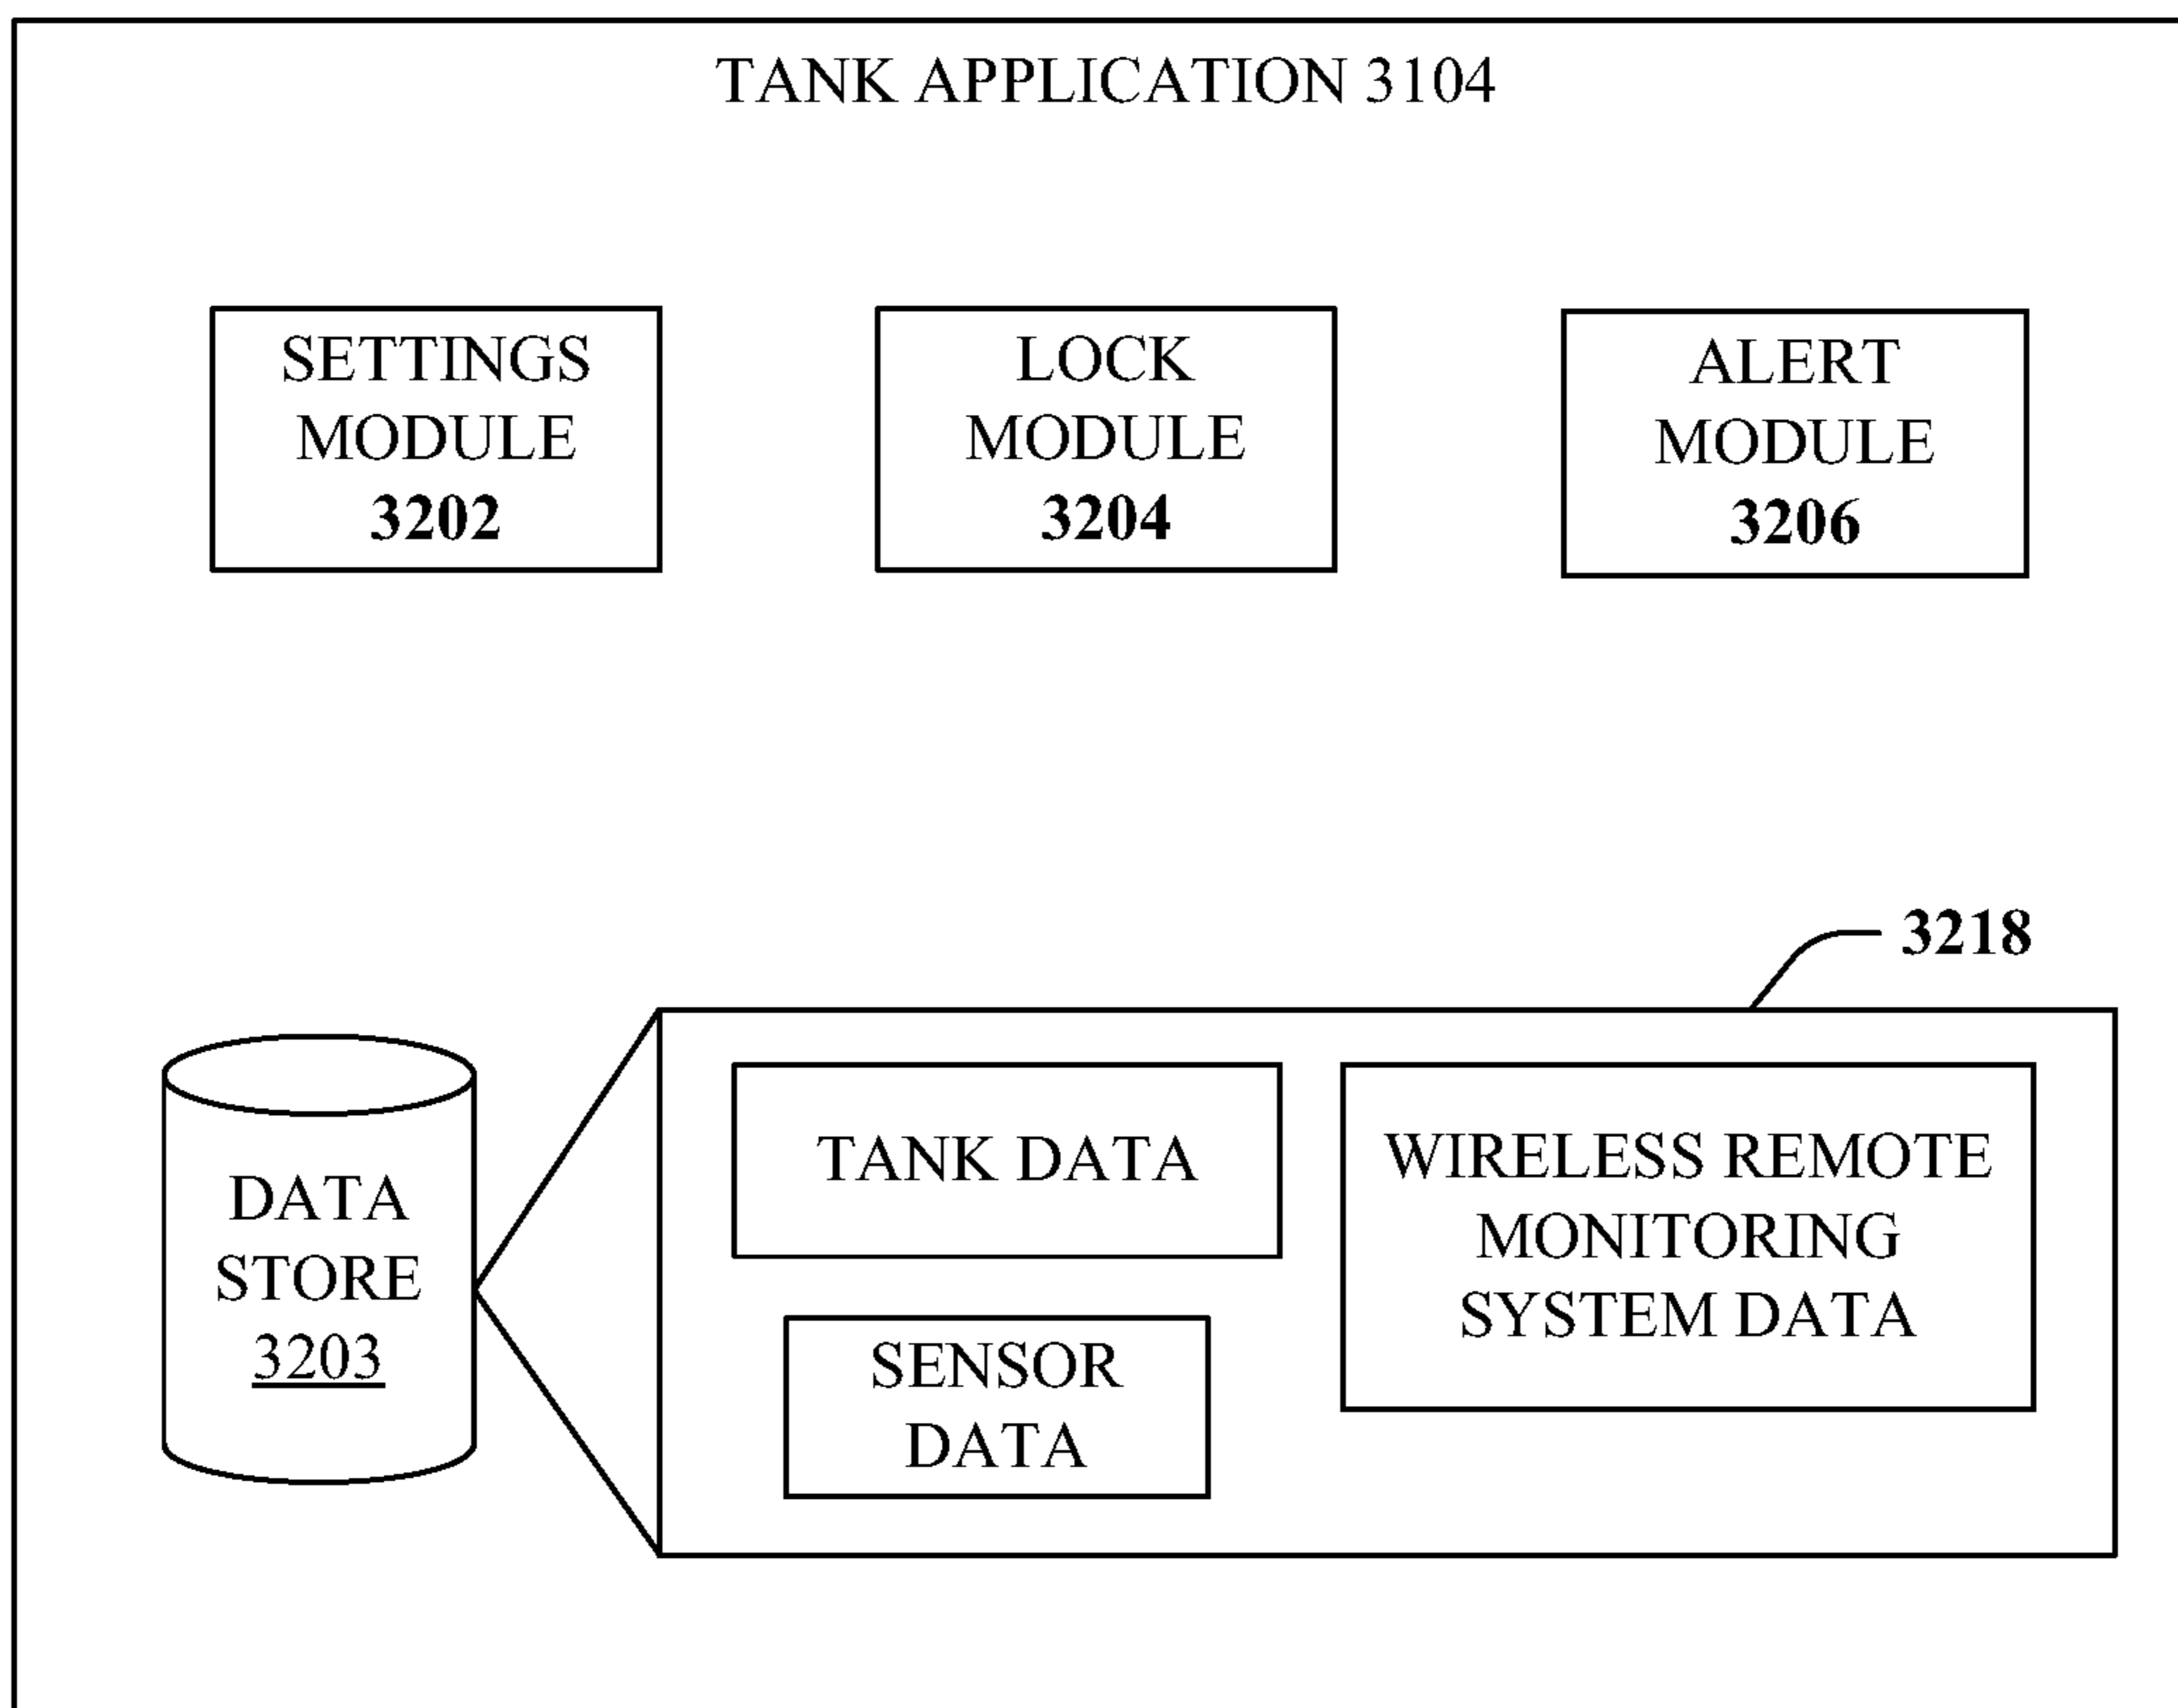 TANK APPLICATION 3104
SETTINGS
MODULE
3202
LOCK
MODULE
3204
ALERT
MODULE
3206
3218
DATA
STORE
3203
TANK DATA
SENSOR
DATA
WIRELESS REMOTE
MONITORING
SYSTEM DATA